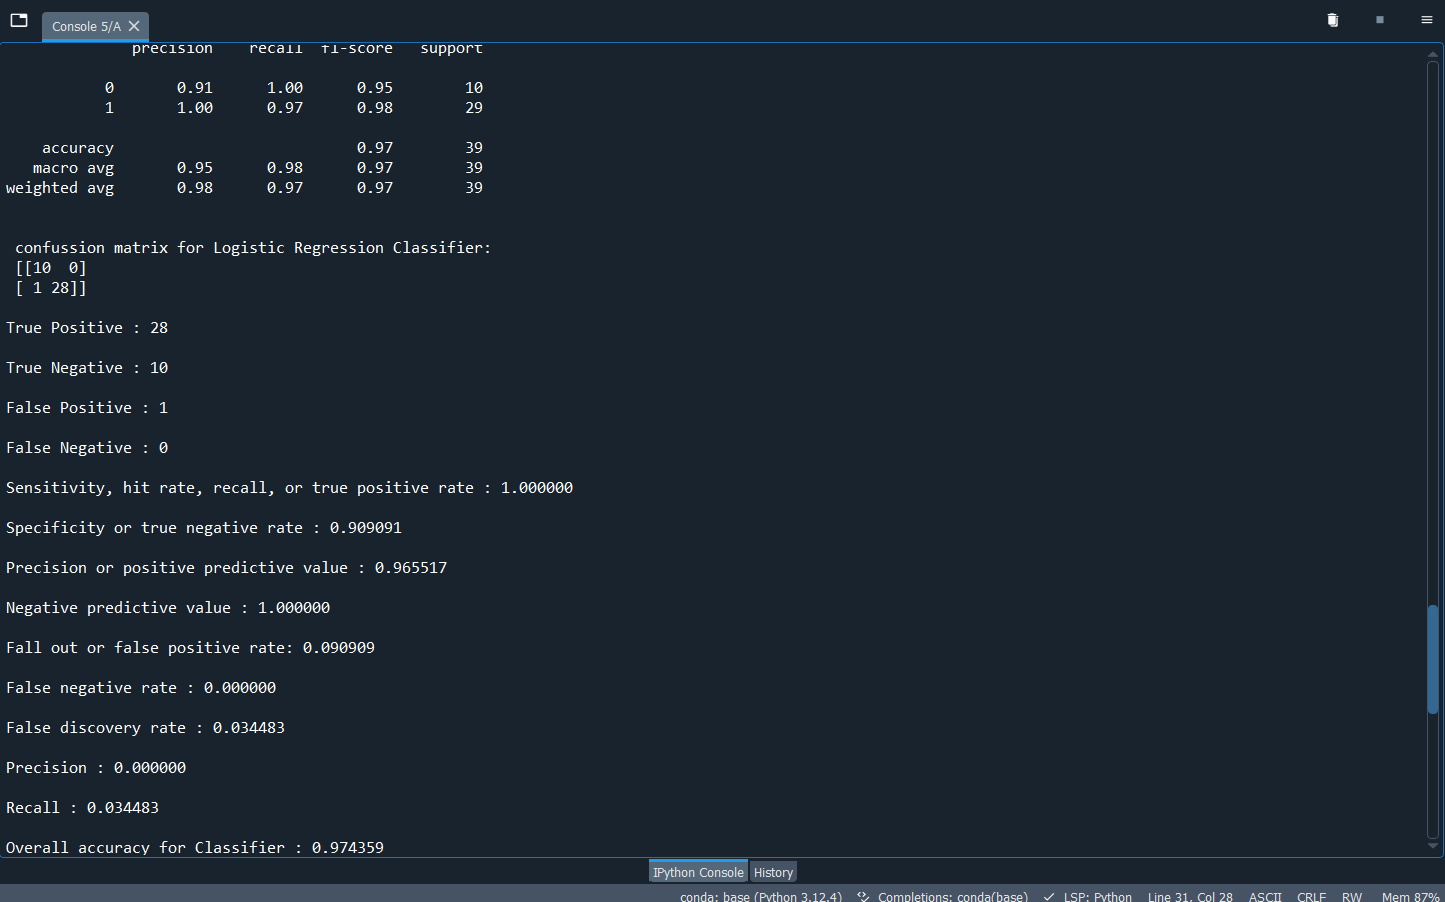 Console 5/A
precision recall f1-score support
0 0.91 1.00 0.95 10
1 1.00 0.97 0.98 29
accuracy 0.97 39
macro avg 0.95 0.98 0.97 39
weighted avg 0.98 0.97 0.97 39
confussion matrix for Logistic Regression Classifier:
[[10  0]
[ 1 28]]
True Positive : 28
True Negative : 10
False Positive : 1
False Negative : 0
Sensitivity, hit rate, recall, or true positive rate : 1.000000
Specificity or true negative rate : 0.909091
Precision or positive predictive value : 0.965517
Negative predictive value : 1.000000
Fall out or false positive rate: 0.090909
False negative rate : 0.000000
False discovery rate : 0.034483
Precision : 0.000000
Recall : 0.034483
Overall accuracy for Classifier : 0.974359
IPython Console History
conda: base (Python 3.12.4) Completions: conda(base) LSP: Python Line 31, Col 28 ASCII CRLF RW Mem 87%